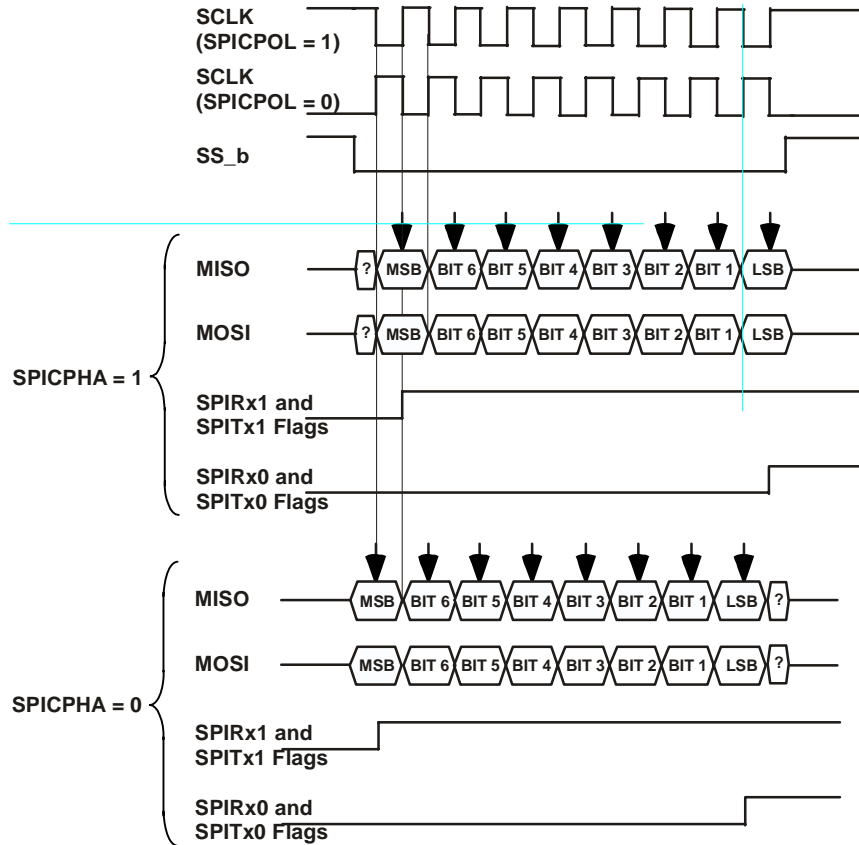 SCLK
(SPICPOL = 1)
SCLK
(SPICPOL = 0)
SS_b
MISO
? MSB BIT 6 BIT 5 BIT 4 BIT 3 BIT 2 BIT 1 LSB
MOSI
? MSB BIT 6 BIT 5 BIT 4 BIT 3 BIT 2 BIT 1 LSB
SPICPHA = 1
SPIRx1 and
SPITx1 Flags
SPIRx0 and
SPITx0 Flags
MISO
MSB BIT 6 BIT 5 BIT 4 BIT 3 BIT 2 BIT 1 LSB ?
MOSI
MSB BIT 6 BIT 5 BIT 4 BIT 3 BIT 2 BIT 1 LSB ?
SPICPHA = 0
SPIRx1 and
SPITx1 Flags
SPIRx0 and
SPITx0 Flags